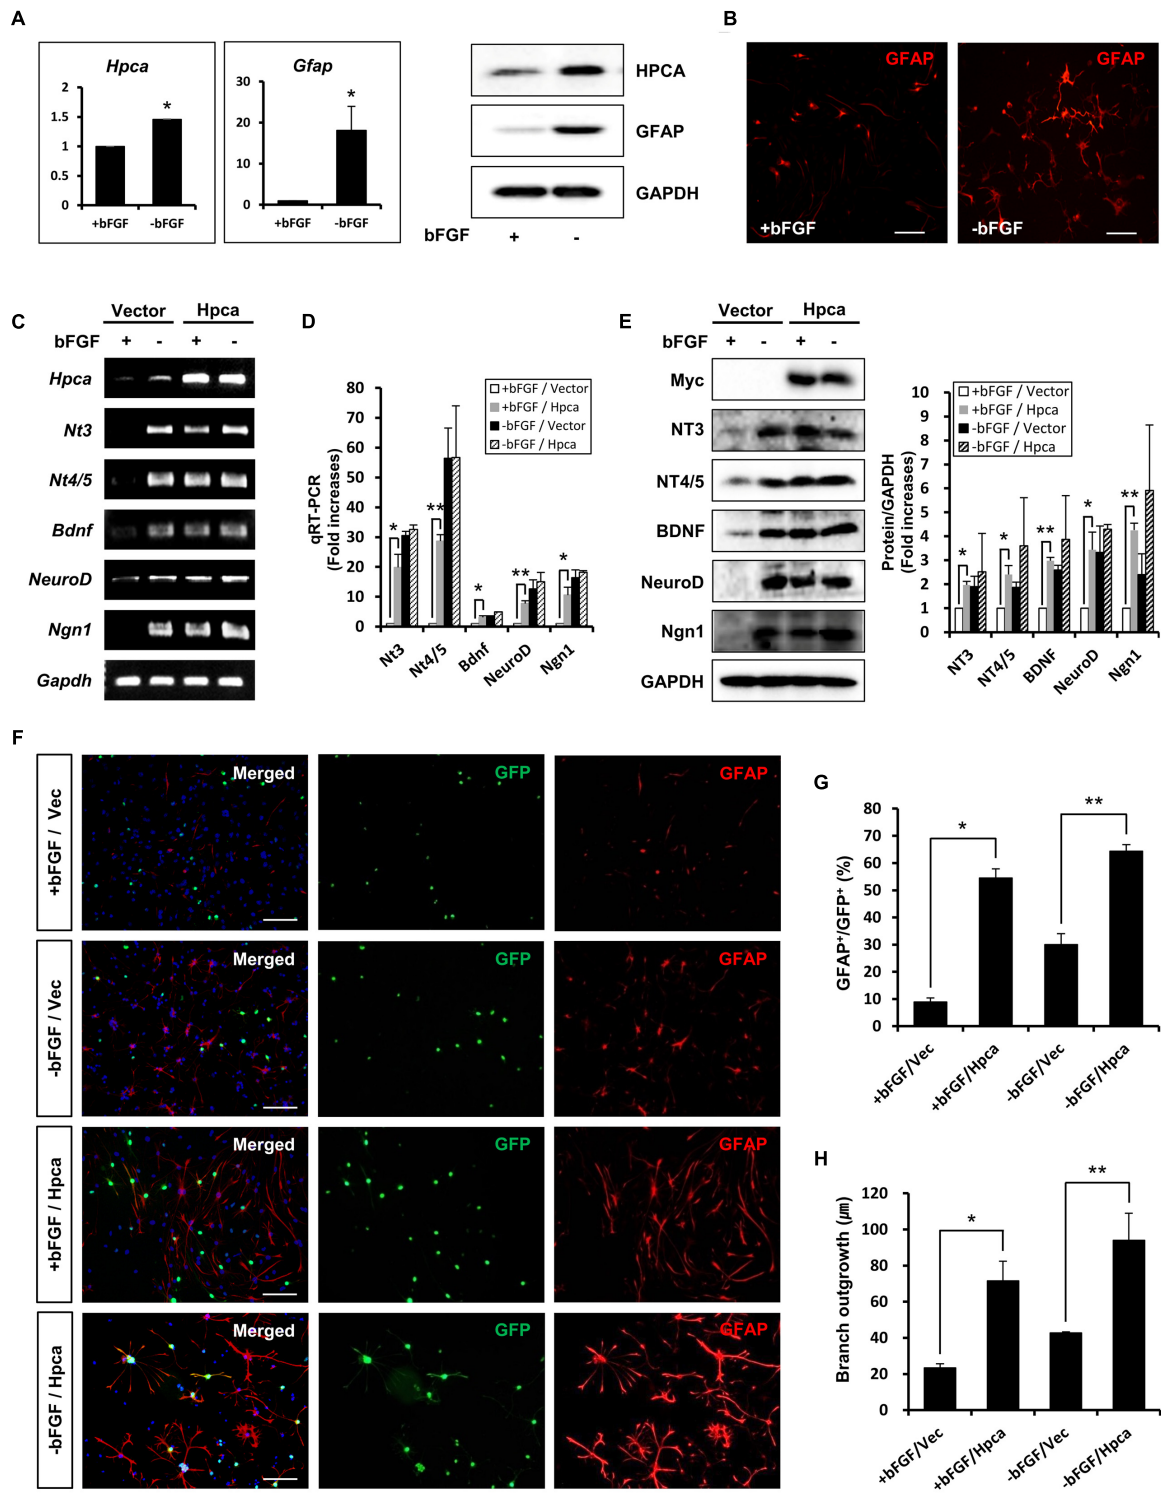 A
Hpca
2
1.5
1
0.5
0
+bFGF
-bFGF
*
Gfap
30
20
10
0
+bFGF
-bFGF
*
HPCA
GFAP
GAPDH
bFGF + -
B
GFAP
+bFGF
GFAP
-bFGF
C
Vector Hpca
bFGF + - + -
Hpca
Nt3
Nt4/5
Bdnf
NeuroD
Ngn1
Gapdh
D
qRT-PCR
(Fold increases)
80
70
60
50
40
30
20
10
0
+bFGF / Vector
+bFGF / Hpca
-bFGF / Vector
-bFGF / Hpca
* ** * ** *
Nt3 Nt4/5 Bdnf NeuroD Ngn1
E
Vector Hpca
bFGF + - + -
Myc
NT3
NT4/5
BDNF
NeuroD
Ngn1
GAPDH
Protein/GAPDH
(Fold increases)
10
9
8
7
6
5
4
3
2
1
0
+bFGF / Vector
+bFGF / Hpca
-bFGF / Vector
-bFGF / Hpca
* * ** * **
NT3 NT4/5 BDNF NeuroD Ngn1
F
+bFGF / Vec
Merged GFP GFAP
-bFGF / Vec
Merged GFP GFAP
+bFGF / Hpca
Merged GFP GFAP
-bFGF / Hpca
Merged GFP GFAP
G
GFAP+/GFP+ (%)
80
70
60
50
40
30
20
10
0
* **
+bFGF/Vec +bFGF/Hpca -bFGF/Vec -bFGF/Hpca
H
Branch outgrowth (㎛)
120
100
80
60
40
20
0
* **
+bFGF/Vec +bFGF/Hpca -bFGF/Vec -bFGF/Hpca